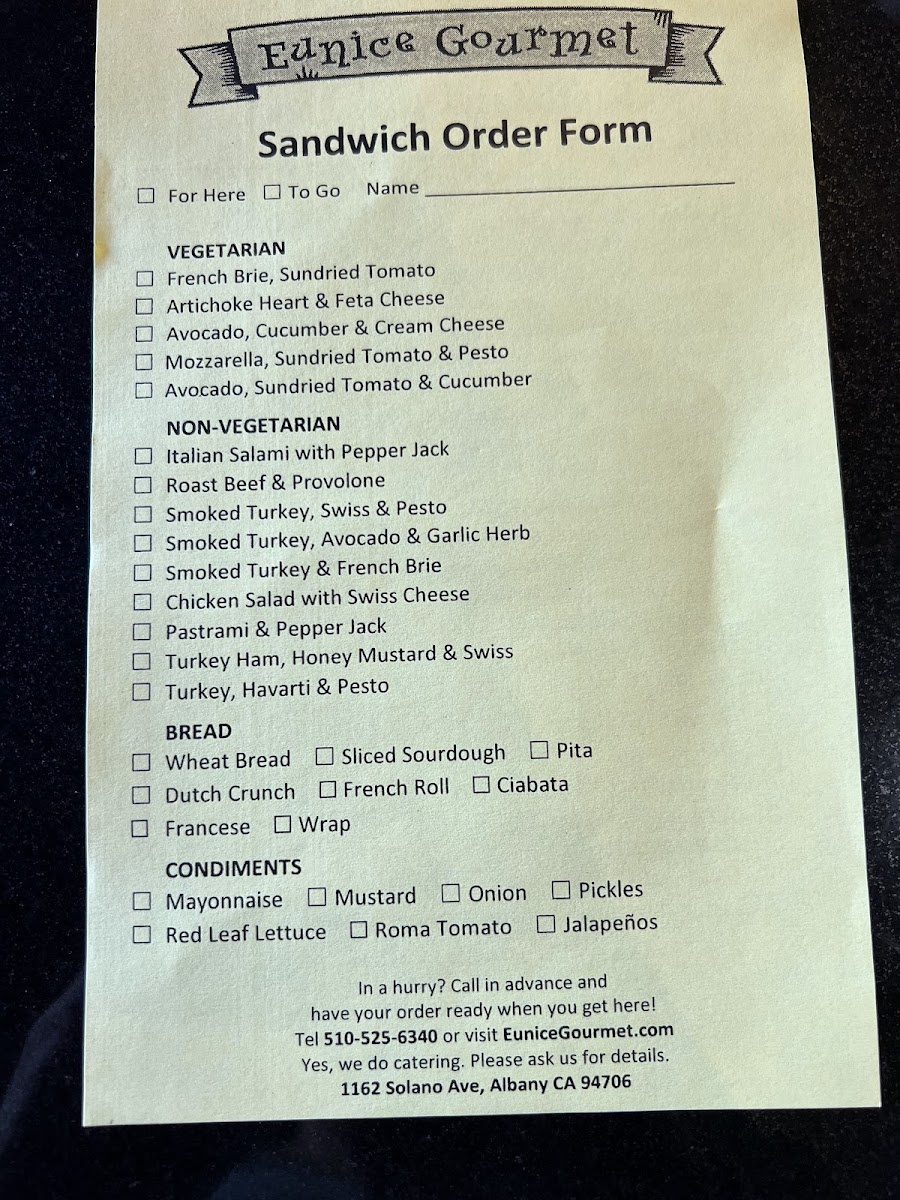 Eunice Gourmet
Sandwich Order Form
☐ For Here ☐ To Go Name
VEGETARIAN
☐ French Brie, Sundried Tomato
☐ Artichoke Heart & Feta Cheese
☐ Avocado, Cucumber & Cream Cheese
☐ Mozzarella, Sundried Tomato & Pesto
☐ Avocado, Sundried Tomato & Cucumber
NON-VEGETARIAN
☐ Italian Salami with Pepper Jack
☐ Roast Beef & Provolone
☐ Smoked Turkey, Swiss & Pesto
☐ Smoked Turkey, Avocado & Garlic Herb
☐ Smoked Turkey & French Brie
☐ Chicken Salad with Swiss Cheese
☐ Pastrami & Pepper Jack
☐ Turkey Ham, Honey Mustard & Swiss
☐ Turkey, Havarti & Pesto
BREAD
☐ Wheat Bread ☐ Sliced Sourdough ☐ Pita
☐ Dutch Crunch ☐ French Roll ☐ Ciabata
☐ Francese ☐ Wrap
CONDIMENTS
☐ Mayonnaise ☐ Mustard ☐ Onion ☐ Pickles
☐ Red Leaf Lettuce ☐ Roma Tomato ☐ Jalapeños
In a hurry? Call in advance and
have your order ready when you get here!
Tel 510-525-6340 or visit EuniceGourmet.com
Yes, we do catering. Please ask us for details.
1162 Solano Ave, Albany CA 94706